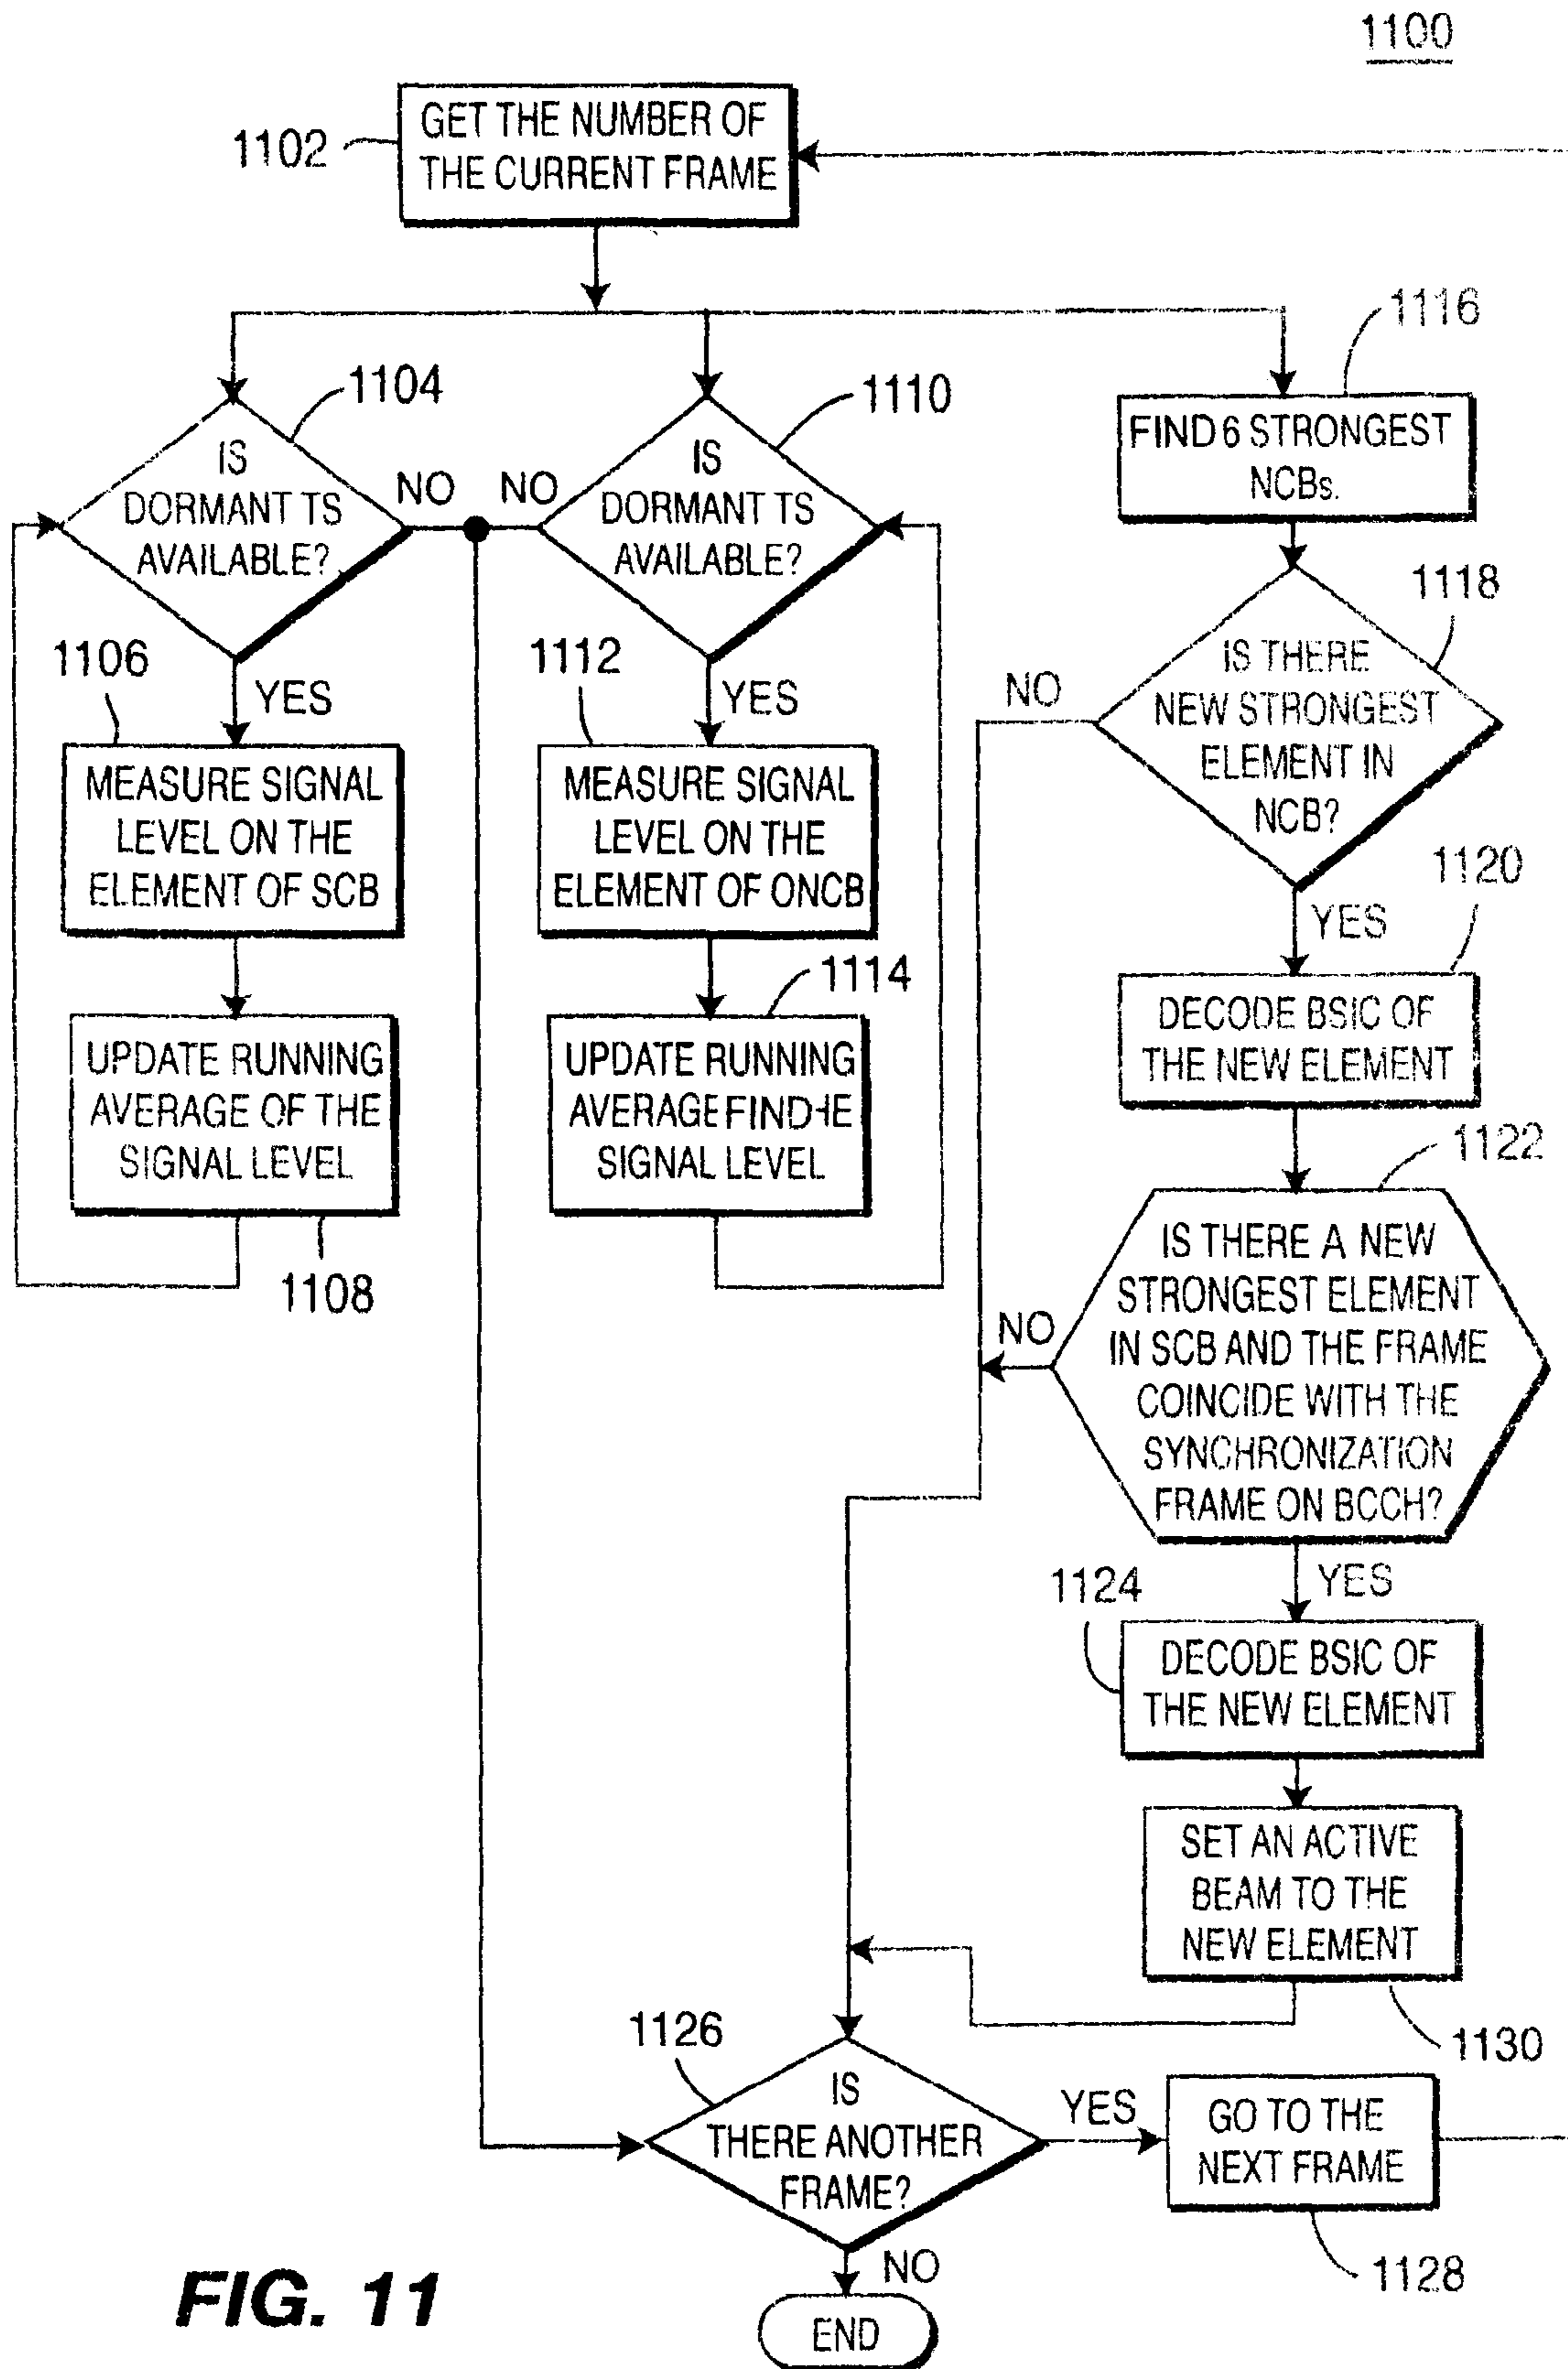 1100
GET THE NUMBER OF
THE CURRENT FRAME
1102
1104
IS
DORMANT TS
AVAILABLE?
NO
YES
1106
MEASURE SIGNAL
LEVEL ON THE
ELEMENT OF SCB
UPDATE RUNNING
AVERAGE OF THE
SIGNAL LEVEL
1108
1110
IS
DORMANT TS
AVAILABLE?
NO
YES
1112
MEASURE SIGNAL
LEVEL ON THE
ELEMENT OF ONCB
1114
UPDATE RUNNING
AVERAGE
SIGNAL LEVEL
1116
FIND 6 STRONGEST
NCBs.
1118
IS THERE
NEW STRONGEST
ELEMENT IN
NCB?
NO
YES
1120
DECODE BSIC OF
THE NEW ELEMENT
1122
IS THERE A NEW
STRONGEST ELEMENT
IN SCB AND THE FRAME
COINCIDE WITH THE
SYNCHRONIZATION
FRAME ON BCCH?
NO
YES
1124
DECODE BSIC OF
THE NEW ELEMENT
SET AN ACTIVE
BEAM TO THE
NEW ELEMENT
1130
1126
IS
THERE ANOTHER
FRAME?
YES
GO TO THE
NEXT FRAME
1128
NO
END
FIG. 11